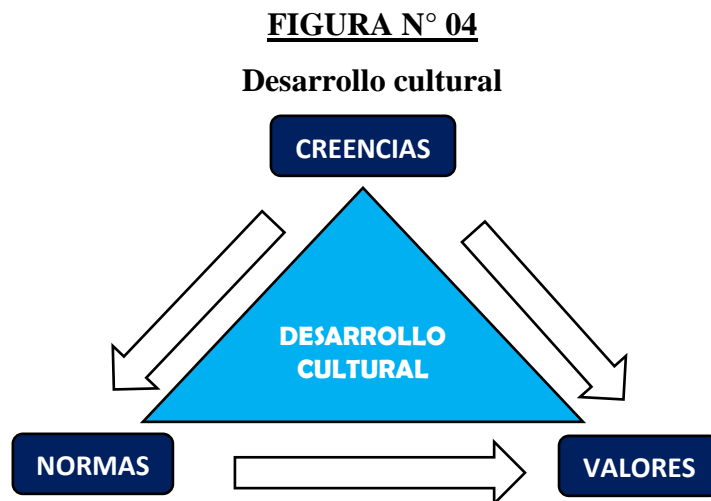 FIGURA N° 04
Desarrollo cultural
CREENCIAS
DESARROLLO
CULTURAL
NORMAS
VALORES